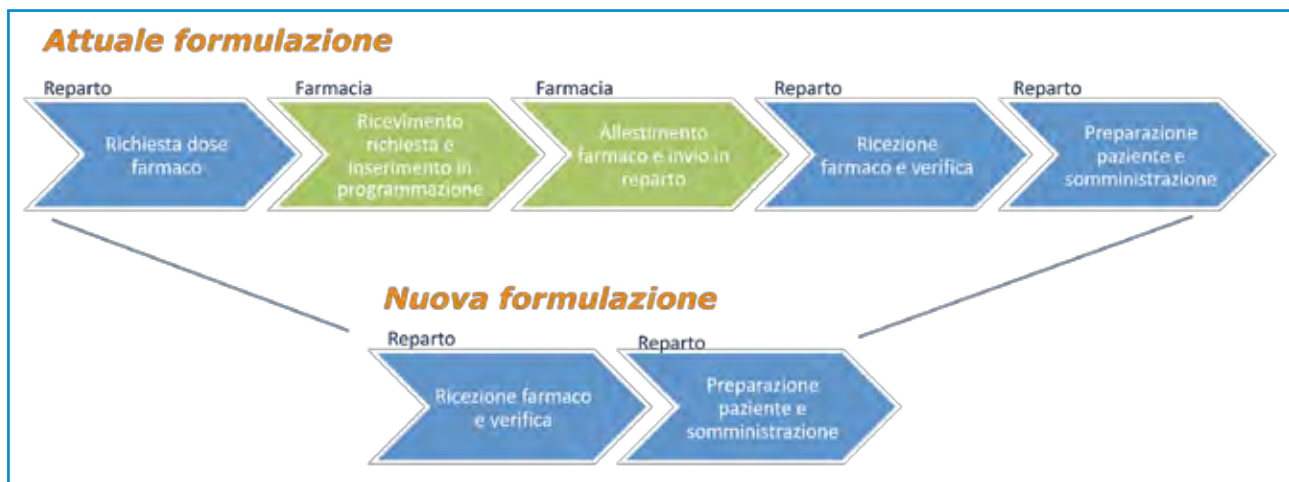 Attuale formulazione
Reparto
Farmacia
Farmacia
Reparto
Reparto
Richiesta dose
farmaco
Ricevimento
richiesta e
inserimento in
programmazione
Allestimento
farmaco e invio in
reparto
Ricezione
farmaco e verifica
Preparazione
paziente e
somministrazione
Nuova formulazione
Reparto
Reparto
Ricezione farmaco
e verifica
Preparazione
paziente e
somministrazione